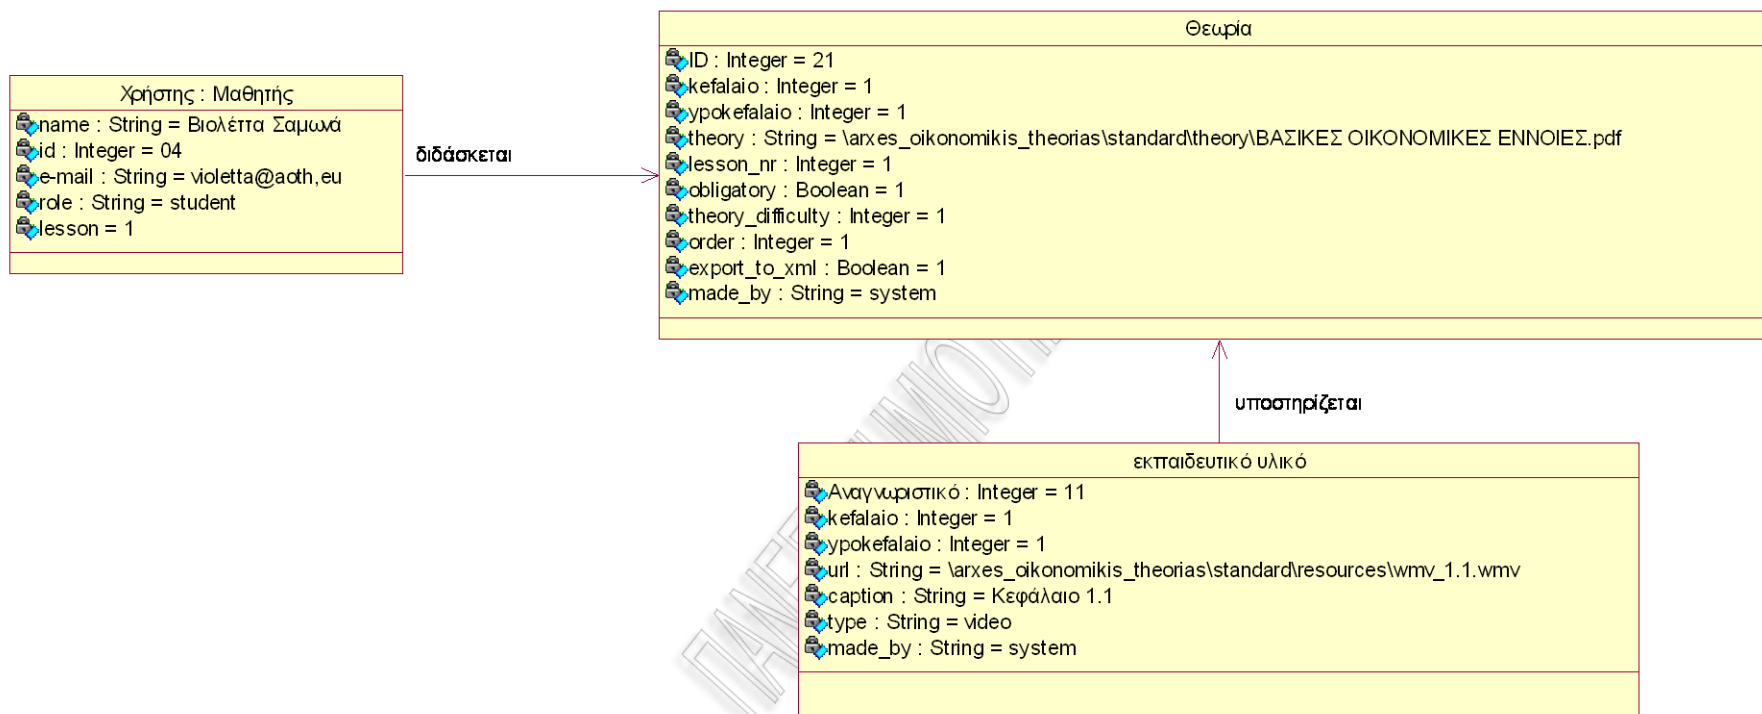 Χρήστης : Μαθητής
name : String = Βιολέττα Σαμωνά
id : Integer = 04
e-mail : String = violetta@aoth,eu
role : String = student
lesson = 1
διδάσκεται
Θεωρία
ID : Integer = 21
kefalaio : Integer = 1
ypokefalaio : Integer = 1
theory : String = \arxes_oikonomikis_theorias\standard\theory\ΒΑΣΙΚΕΣ ΟΙΚΟΝΟΜΙΚΕΣ ΕΝΝΟΙΕΣ.pdf
lesson_nr : Integer = 1
obligatory : Boolean = 1
theory_difficulty : Integer = 1
order : Integer = 1
export_to_xml : Boolean = 1
made_by : String = system
υποστηρίζεται
εκπαιδευτικό υλικό
Αναγνωριστικό : Integer = 11
kefalaio : Integer = 1
ypokefalaio : Integer = 1
url : String = \arxes_oikonomikis_theorias\standard\resources\wmv_1.1.wmv
caption : String = Κεφάλαιο 1.1
type : String = video
made_by : String = system